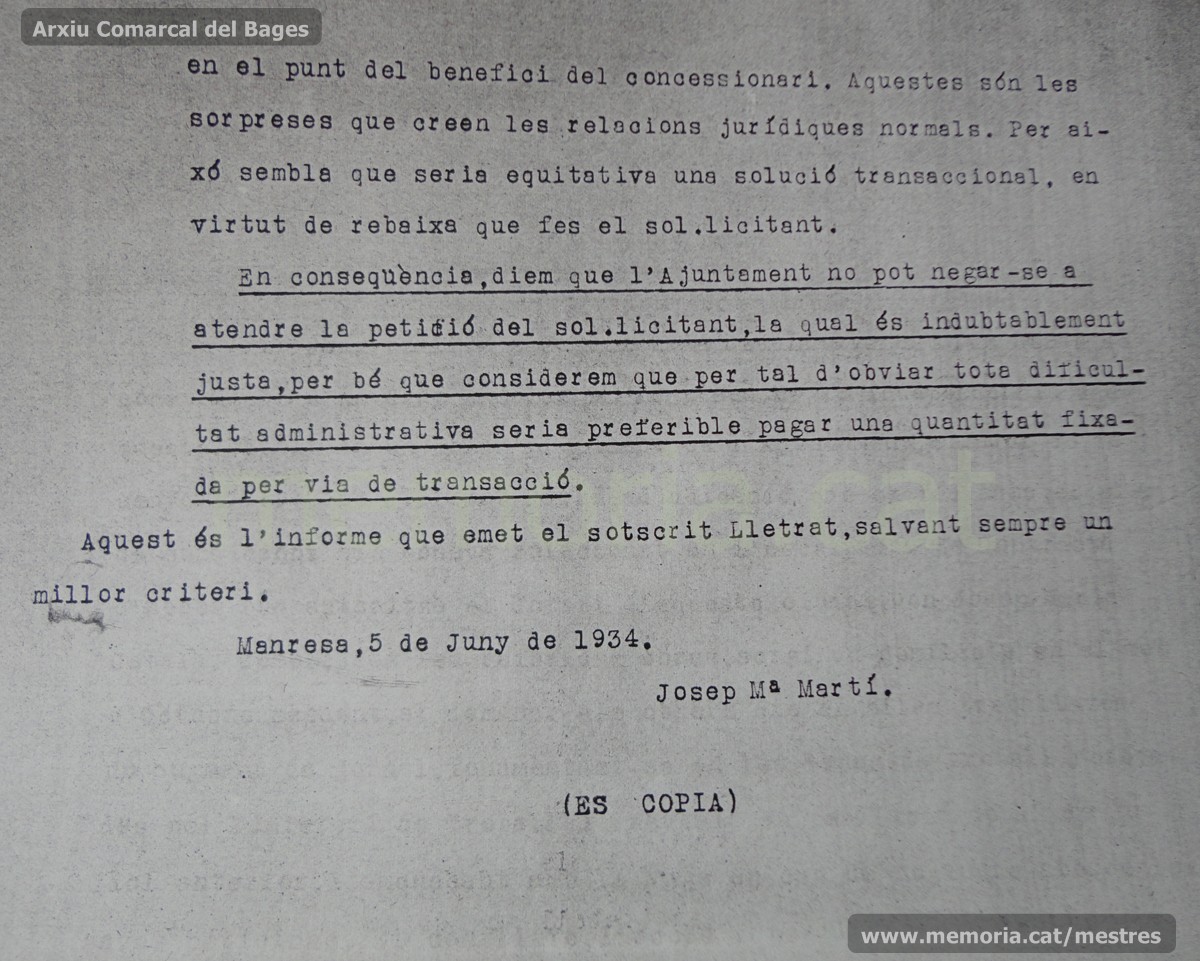 Arxiu Comarcal del Bages
en el punt del benefici del concessionari. Aquestes són les
sorpreses que creen les relacions jurídiques normals. Per ai-
xó sembla que seria equitativa una solució transaccional, en
virtut de rebaixa que fes el sol.licitant.
En consequència,diem que l'Ajuntament no pot negar-se a
atendre la petició del sol.licitant,la qual és indubtablement
justa,per bé que considerem que per tal d'obviar tota dificul-
tat administrativa seria preferible pagar una quantitat fixa-
da per via de transacció.
memoria.cat
Aquest és l'informe que emet el sotscrit Lletrat,salvant sempre un
millor criteri.
Manresa,5 de Juny de 1934.
Josep Mª Martí.
(ES COPIA)
www.memoria.cat/mestres